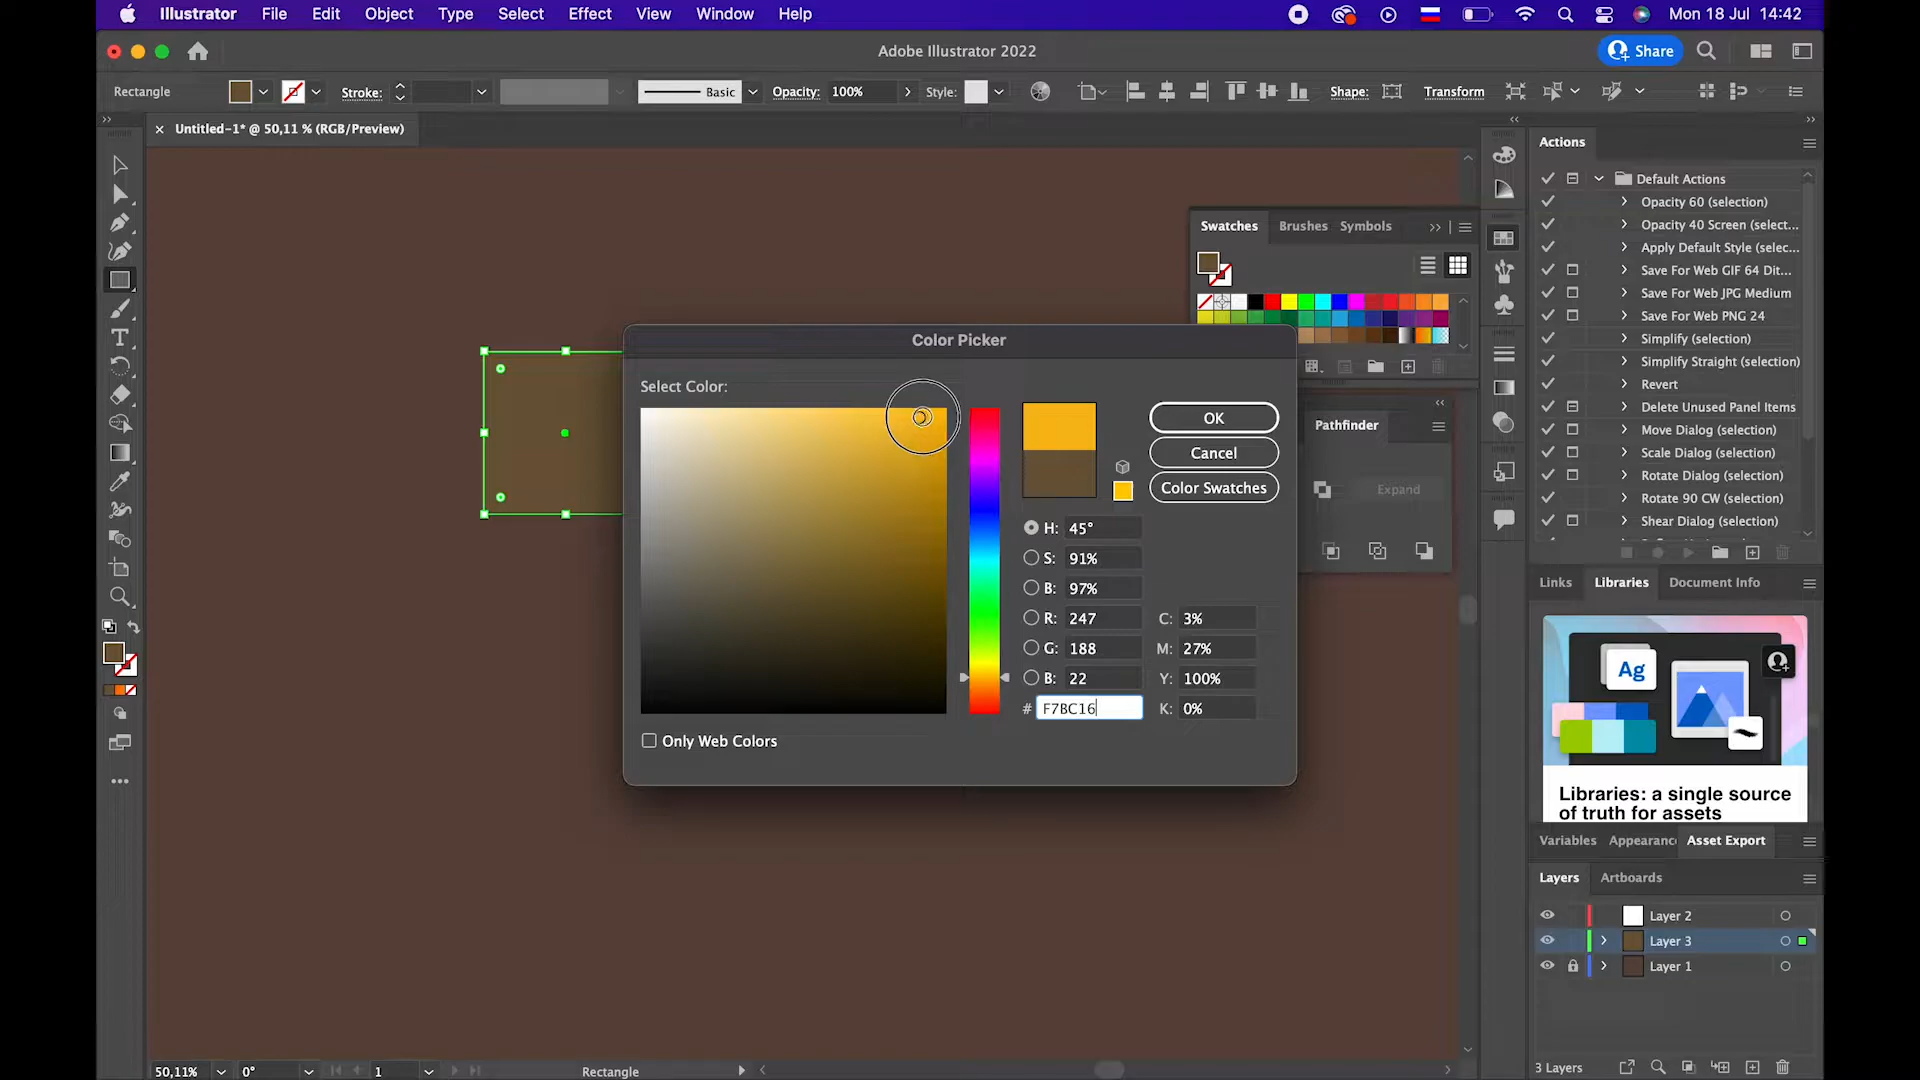 Illustrator File Edit Object Type Select Effect View Window Help Mon 18 Jul 14:42
Adobe Illustrator 2022 Share
Rectangle Stroke: Basic Opacity: 100% Style: Shape: Transform
Untitled-1* @ 50,11 % (RGB/Preview)
Actions
Default Actions
Opacity 60 (selection)
Opacity 40 Screen (select...
Apply Default Style (selec...
Save For Web GIF 64 Dit...
Save For Web JPG Medium
Save For Web PNG 24
Simplify (selection)
Simplify Straight (selection)
Revert
Delete Unused Panel Items
Move Dialog (selection)
Scale Dialog (selection)
Rotate Dialog (selection)
Rotate 90 CW (selection)
Shear Dialog (selection)
Swatches Brushes Symbols
Pathfinder
Expand
Color Picker
Select Color:
OK
Cancel
Color Swatches
H: 45°
S: 91%
B: 97%
R: 247 C: 3%
G: 188 M: 27%
B: 22 Y: 100%
# F7BC16 K: 0%
Only Web Colors
Links Libraries Document Info
Ag
Libraries: a single source
of truth for assets
Variables Appearanc Asset Export
Layers Artboards
Layer 2
Layer 3
Layer 1
3 Layers
50,11% 0° 1 Rectangle